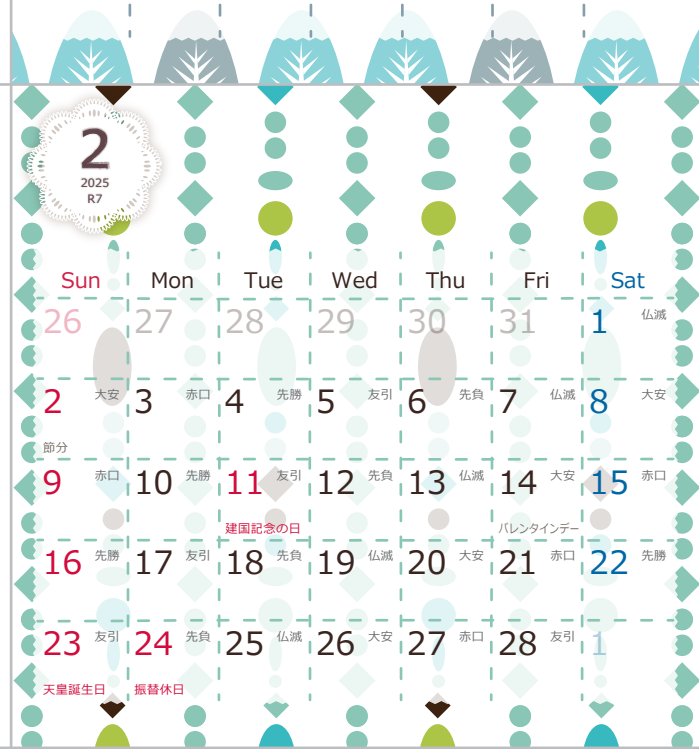 2
2025
R7
Sun Mon Tue Wed Thu Fri Sat
26 27 28 29 30 31 1 仏滅
2 大安 3 赤口 4 先勝 5 友引 6 先負 7 仏滅 8 大安
節分
9 赤口 10 先勝 11 友引 12 先負 13 仏滅 14 大安 15 赤口
建国記念の日 バレンタインデー
16 先勝 17 友引 18 先負 19 仏滅 20 大安 21 赤口 22 先勝
23 友引 24 先負 25 仏滅 26 大安 27 赤口 28 友引 1
天皇誕生日 振替休日